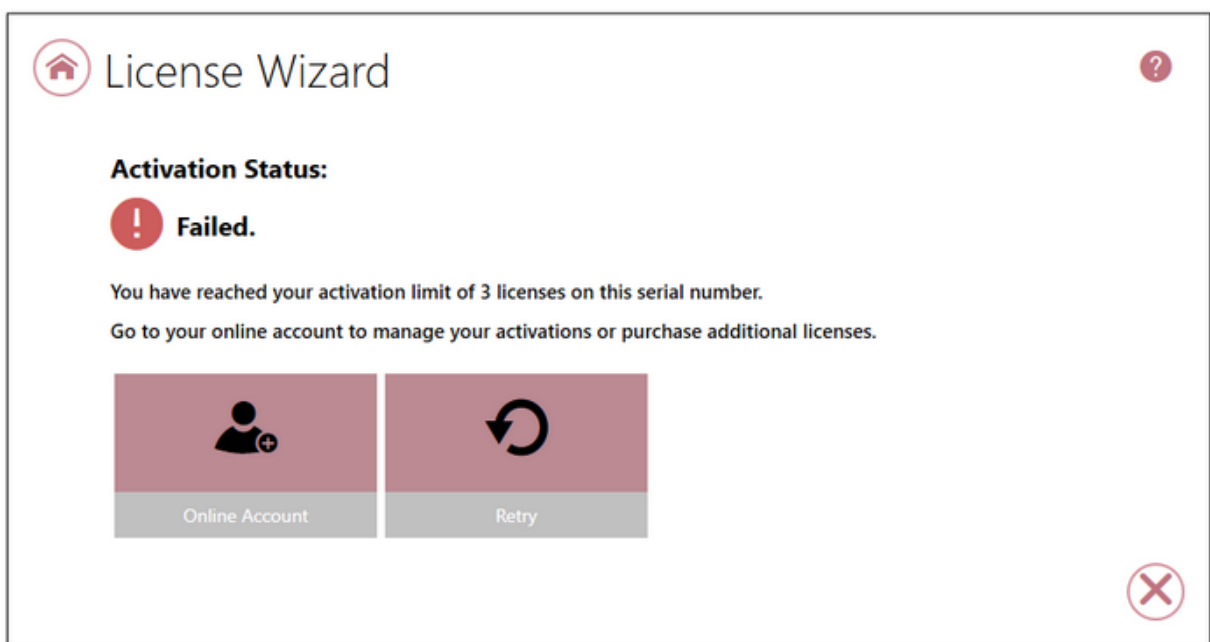 License Wizard
?
Activation Status:
!
Failed.
You have reached your activation limit of 3 licenses on this serial number.
Go to your online account to manage your activations or purchase additional licenses.
Online Account
Retry